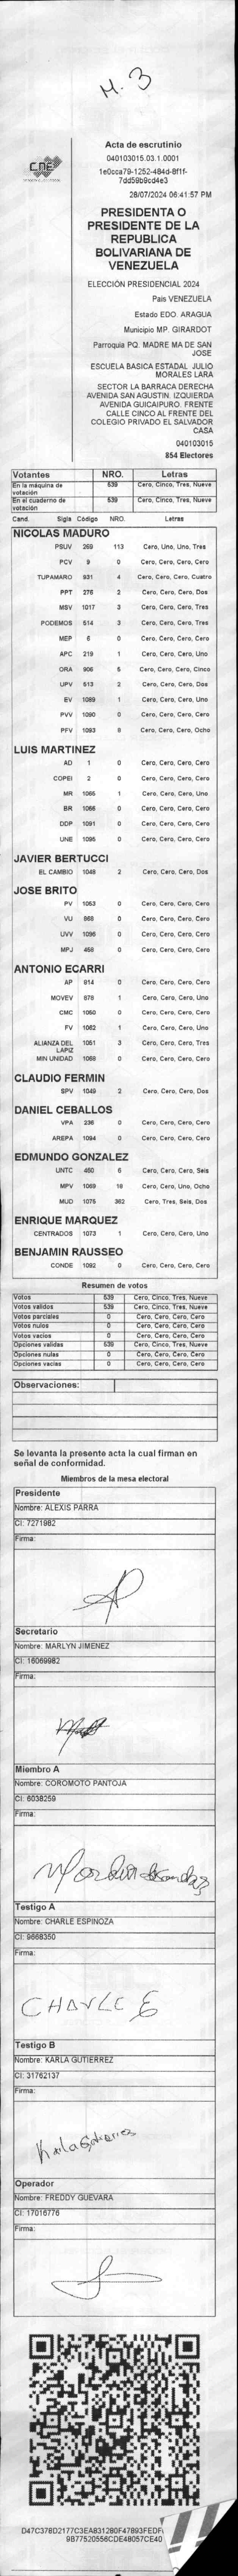 M. 3
CNE
Acta de escrutinio
040103015.03.1.0001
1e0cca79-1252-484d-8f1f-
7dd59b9cd4e3
28/07/2024 06:41:57 PM
PRESIDENTA O
PRESIDENTE DE LA
REPUBLICA
BOLIVARIANA DE
VENEZUELA
ELECCIÓN PRESIDENCIAL 2024
Pais VENEZUELA
Estado EDO. ARAGUA
Municipio MP. GIRARDOT
Parroquia PQ. MADRE MA DE SAN
JOSE
ESCUELA BASICA ESTADAL JULIO
MORALES LARA
SECTOR LA BARRACA DERECHA
AVENIDA SAN AGUSTIN. IZQUIERDA
AVENIDA GUICAIPURO. FRENTE
CALLE CINCO AL FRENTE DEL
COLEGIO PRIVADO EL SALVADOR
CASA
040103015
854 Electores
Votantes NRO. Letras
En la máquina de votación 539 Cero, Cinco, Tres, Nueve
En el cuaderno de votación 539 Cero, Cinco, Tres, Nueve
Cand. Sigla Código NRO. Letras
NICOLAS MADURO
PSUV 269 113 Cero, Uno, Uno, Tres
PCV 9 0 Cero, Cero, Cero, Cero
TUPAMARO 931 4 Cero, Cero, Cero, Cuatro
PPT 276 2 Cero, Cero, Cero, Dos
MSV 1017 3 Cero, Cero, Cero, Tres
PODEMOS 514 3 Cero, Cero, Cero, Tres
MEP 6 0 Cero, Cero, Cero, Cero
APC 219 1 Cero, Cero, Cero, Uno
ORA 906 5 Cero, Cero, Cero, Cinco
UPV 513 2 Cero, Cero, Cero, Dos
EV 1089 1 Cero, Cero, Cero, Uno
PVV 1090 0 Cero, Cero, Cero, Cero
PFV 1093 8 Cero, Cero, Cero, Ocho
LUIS MARTINEZ
AD 1 0 Cero, Cero, Cero, Cero
COPEI 2 0 Cero, Cero, Cero, Cero
MR 1065 1 Cero, Cero, Cero, Uno
BR 1066 0 Cero, Cero, Cero, Cero
DDP 1091 0 Cero, Cero, Cero, Cero
UNE 1095 0 Cero, Cero, Cero, Cero
JAVIER BERTUCCI
EL CAMBIO 1048 2 Cero, Cero, Cero, Dos
JOSE BRITO
PV 1053 0 Cero, Cero, Cero, Cero
VU 868 0 Cero, Cero, Cero, Cero
UVV 1096 0 Cero, Cero, Cero, Cero
MPJ 458 0 Cero, Cero, Cero, Cero
ANTONIO ECARRI
AP 814 0 Cero, Cero, Cero, Cero
MOVEV 878 1 Cero, Cero, Cero, Uno
CMC 1050 0 Cero, Cero, Cero, Cero
FV 1062 1 Cero, Cero, Cero, Uno
ALIANZA DEL LAPIZ 1051 3 Cero, Cero, Cero, Tres
MIN UNIDAD 1068 0 Cero, Cero, Cero, Cero
CLAUDIO FERMIN
SPV 1049 2 Cero, Cero, Cero, Dos
DANIEL CEBALLOS
VPA 236 0 Cero, Cero, Cero, Cero
AREPA 1094 0 Cero, Cero, Cero, Cero
EDMUNDO GONZALEZ
UNTC 460 6 Cero, Cero, Cero, Seis
MPV 1069 18 Cero, Cero, Uno, Ocho
MUD 1075 362 Cero, Tres, Seis, Dos
ENRIQUE MARQUEZ
CENTRADOS 1073 1 Cero, Cero, Cero, Uno
BENJAMIN RAUSSEO
CONDE 1092 0 Cero, Cero, Cero, Cero
Resumen de votos
Votos 539 Cero, Cinco, Tres, Nueve
Votos validos 539 Cero, Cinco, Tres, Nueve
Votos parciales 0 Cero, Cero, Cero, Cero
Votos nulos 0 Cero, Cero, Cero, Cero
Votos vacios 0 Cero, Cero, Cero, Cero
Opciones validas 539 Cero, Cinco, Tres, Nueve
Opciones nulas 0 Cero, Cero, Cero, Cero
Opciones vacias 0 Cero, Cero, Cero, Cero
Observaciones:
Se levanta la presente acta la cual firman en
señal de conformidad.
Miembros de la mesa electoral
Presidente
Nombre: ALEXIS PARRA
CI: 7271982
Firma:
Secretario
Nombre: MARLYN JIMENEZ
CI: 16069982
Firma:
Miembro A
Nombre: COROMOTO PANTOJA
CI: 6038259
Firma:
Testigo A
Nombre: CHARLE ESPINOZA
CI: 9668350
Firma:
CHARLE E
Testigo B
Nombre: KARLA GUTIERREZ
CI: 31762137
Firma:
Karla Gutierrez
Operador
Nombre: FREDDY GUEVARA
CI: 17016776
Firma:
D47C378D2177C3EA831280F47893FEDF
9B77520556CDE48057CE40